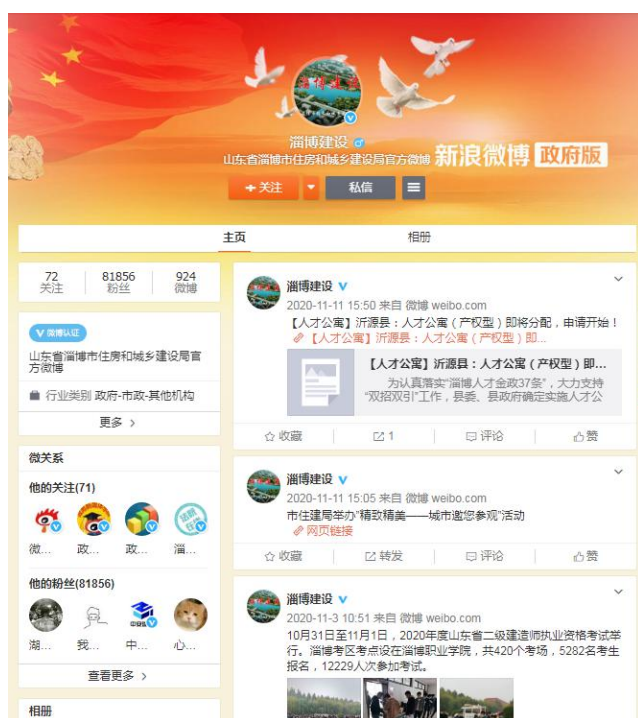 淄博建设
淄博建设
山东省淄博市住房和城乡建设局官方微博
新浪微博 政府版
+关注
私信
主页
相册
72
81856
924
关注
粉丝
微博
V 微博认证
山东省淄博市住房和城乡建设局官
方微博
行业类别 政府-市政-其他机构
更多 >
微关系
他的关注(71)
微...
政...
政...
淄...
他的粉丝(81856)
湖...
我...
中...
心...
查看更多 >
相册
淄博建设 V
2020-11-11 15:50 来自 微博 weibo.com
【人才公寓】沂源县：人才公寓（产权型）即将分配，申请开始！
【人才公寓】沂源县：人才公寓（产权型）即...
【人才公寓】沂源县：人才公寓（产权型）即...
为认真落实“淄博人才金政37条”，大力支持
“双招双引”工作，县委、县政府确定实施人才公
收藏
1
评论
赞
淄博建设 V
2020-11-11 15:05 来自 微博 weibo.com
市住建局举办“精致精美——城市邀您参观”活动
网页链接
收藏
转发
评论
赞
淄博建设 V
2020-11-3 10:51 来自 微博 weibo.com
10月31日至11月1日，2020年度山东省二级建造师执业资格考试举
行。淄博考区考点设在淄博职业学院，共420个考场，5282名考生
报名，12229人次参加考试。